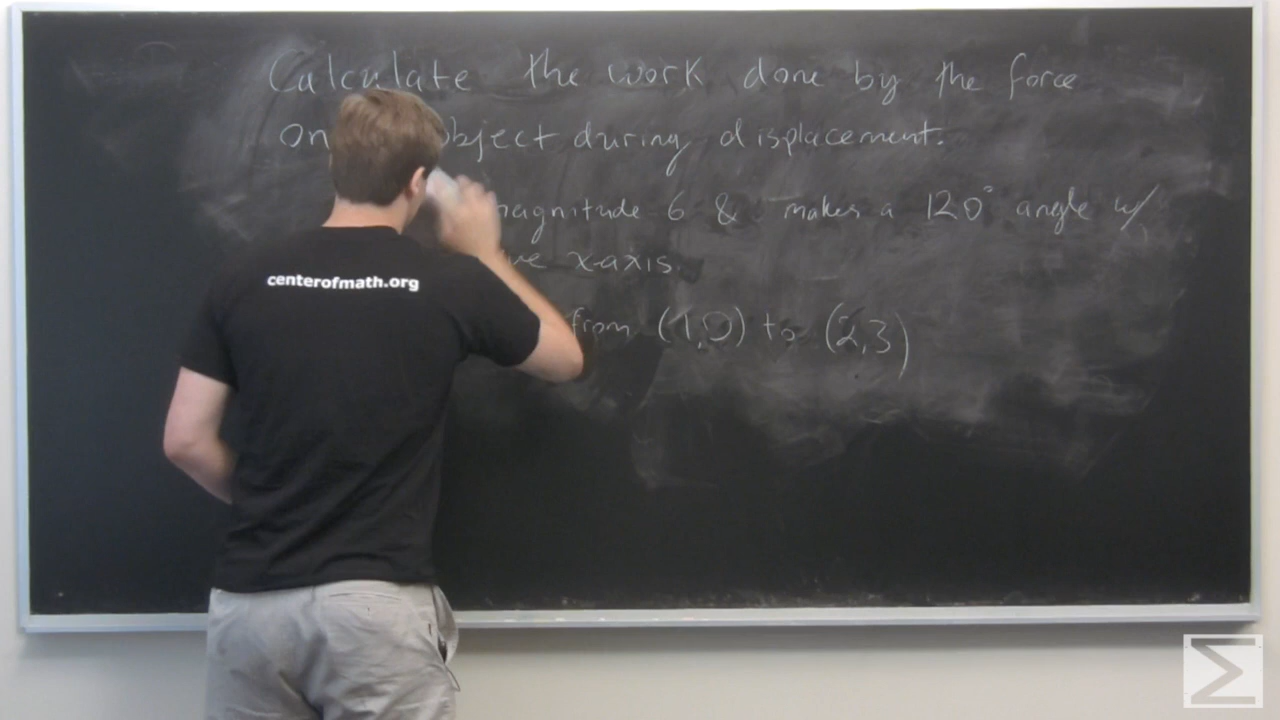 Calculate the work done by the force
on object during displacement.
magnitude 6 & makes a 120° angle w/
x-axis.
from (1,0) to (2,3)
centerofmath.org
Σ